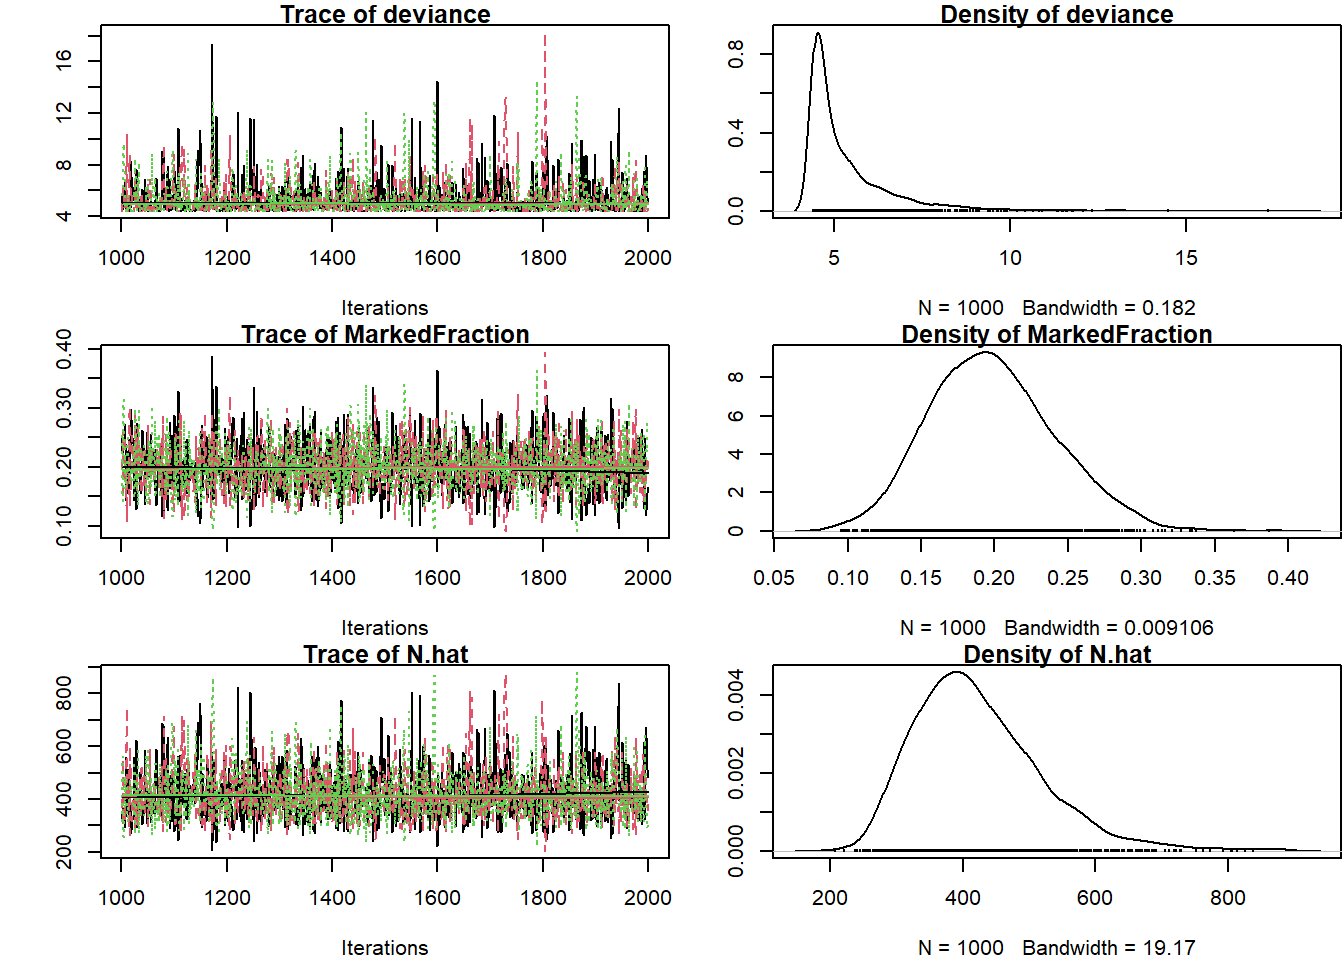 Trace of deviance
4 8 12 16
1000 1200 1400 1600 1800 2000
Iterations
Density of deviance
0.0 0.4 0.8
5 10 15
N = 1000 Bandwidth = 0.182
Trace of MarkedFraction
0.10 0.20 0.30 0.40
1000 1200 1400 1600 1800 2000
Iterations
Density of MarkedFraction
0 2 4 6 8
0.05 0.10 0.15 0.20 0.25 0.30 0.35 0.40
N = 1000 Bandwidth = 0.009106
Trace of N.hat
200 400 600 800
1000 1200 1400 1600 1800 2000
Iterations
Density of N.hat
0.000 0.002 0.004
200 400 600 800
N = 1000 Bandwidth = 19.17